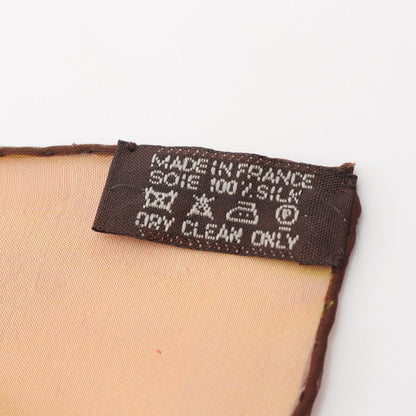 MADE IN FRANCE
SOIE 100% SILK
P
DRY CLEAN ONLY